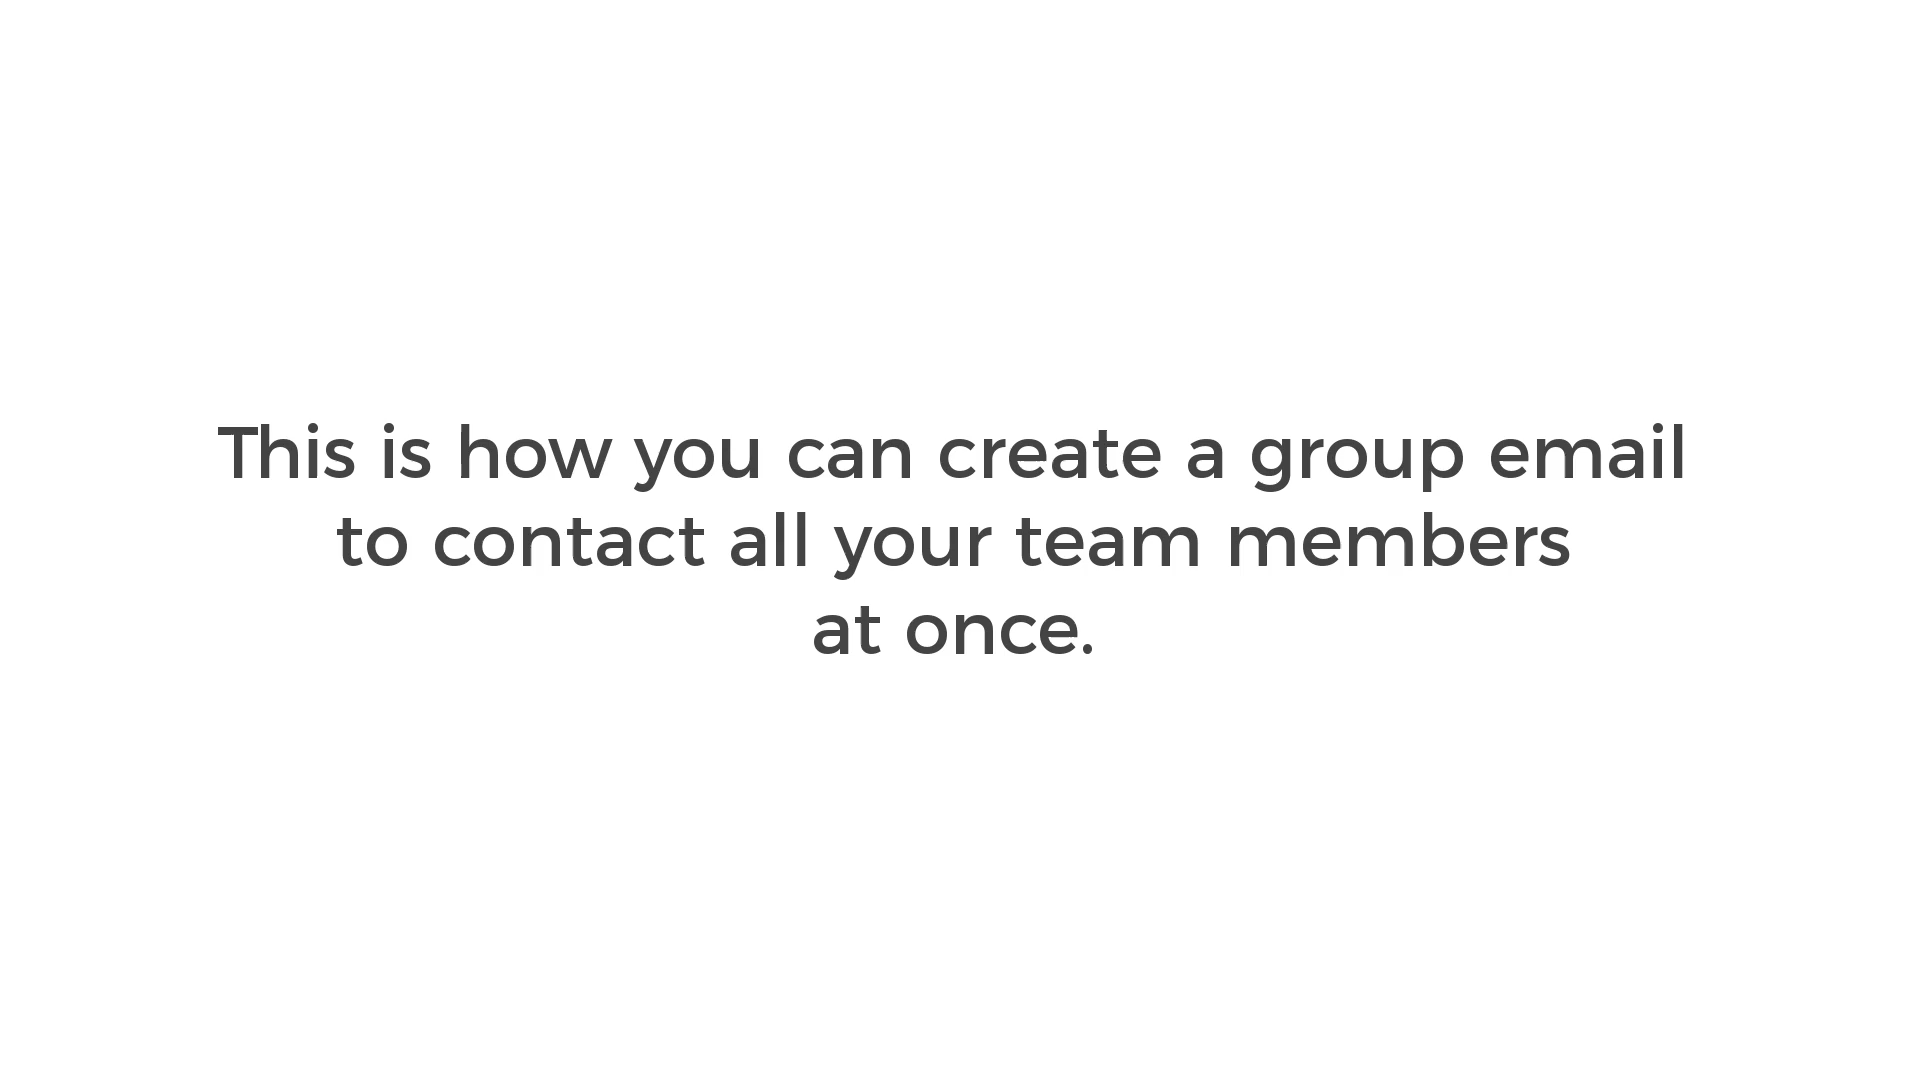 This is how you can create a group email
to contact all your team members
at once.